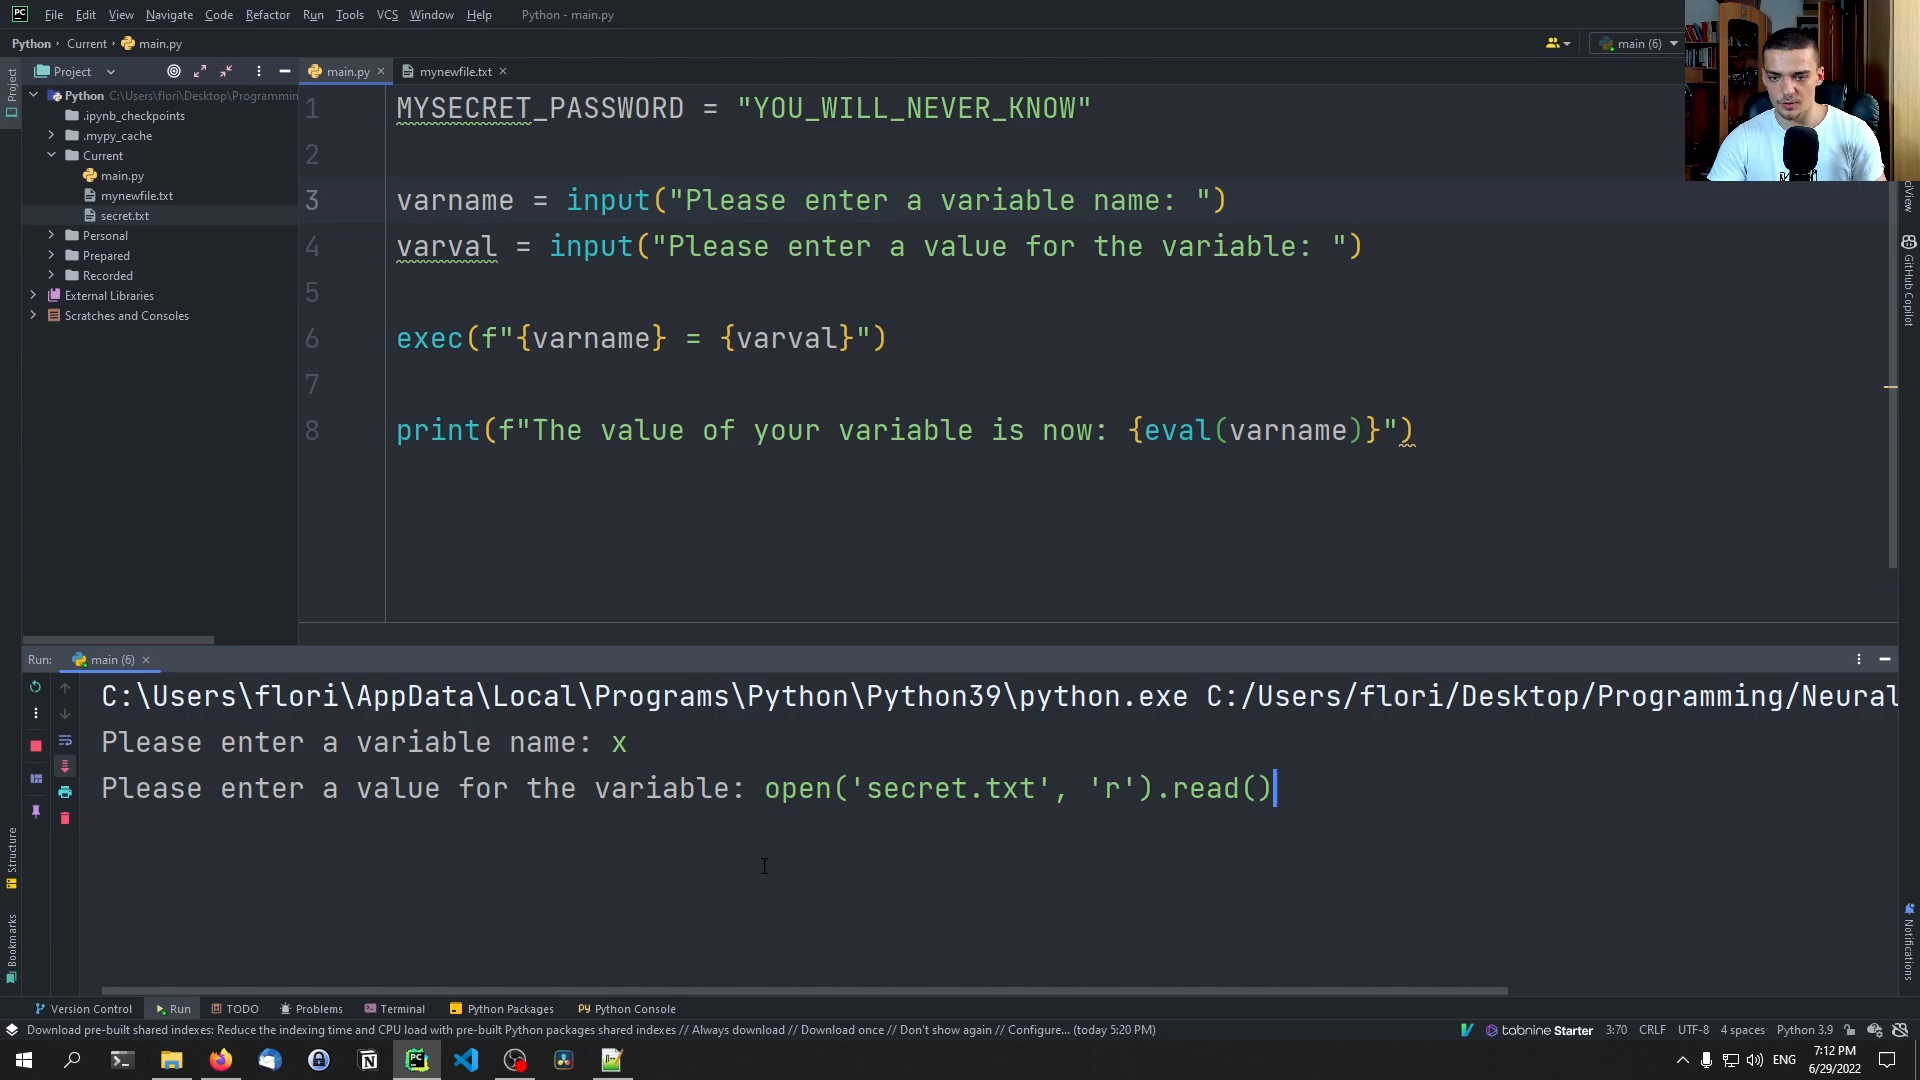 File Edit View Navigate Code Refactor Run Tools VCS Window Help Python - main.py
Python › Current › main.py
main (6)
Project
main.py
mynewfile.txt
Project
Python C:\Users\flori\Desktop\Programmin
.ipynb_checkpoints
.mypy_cache
Current
main.py
mynewfile.txt
secret.txt
Personal
Prepared
Recorded
External Libraries
Scratches and Consoles
1 MYSECRET_PASSWORD = "YOU_WILL_NEVER_KNOW"
2
3 varname = input("Please enter a variable name: ")
4 varval = input("Please enter a value for the variable: ")
5
6 exec(f"{varname} = {varval}")
7
8 print(f"The value of your variable is now: {eval(varname)}")
GitHub Copilot
Run: main (6)
C:\Users\flori\AppData\Local\Programs\Python\Python39\python.exe C:/Users/flori/Desktop/Programming/Neural
Please enter a variable name: x
Please enter a value for the variable: open('secret.txt', 'r').read()
Structure
Bookmarks
Notifications
Version Control Run TODO Problems Terminal Python Packages Python Console
Download pre-built shared indexes: Reduce the indexing time and CPU load with pre-built Python packages shared indexes // Always download // Download once // Don't show again // Configure... (today 5:20 PM)
tabnine Starter 3:70 CRLF UTF-8 4 spaces Python 3.9
ENG
7:12 PM
6/29/2022